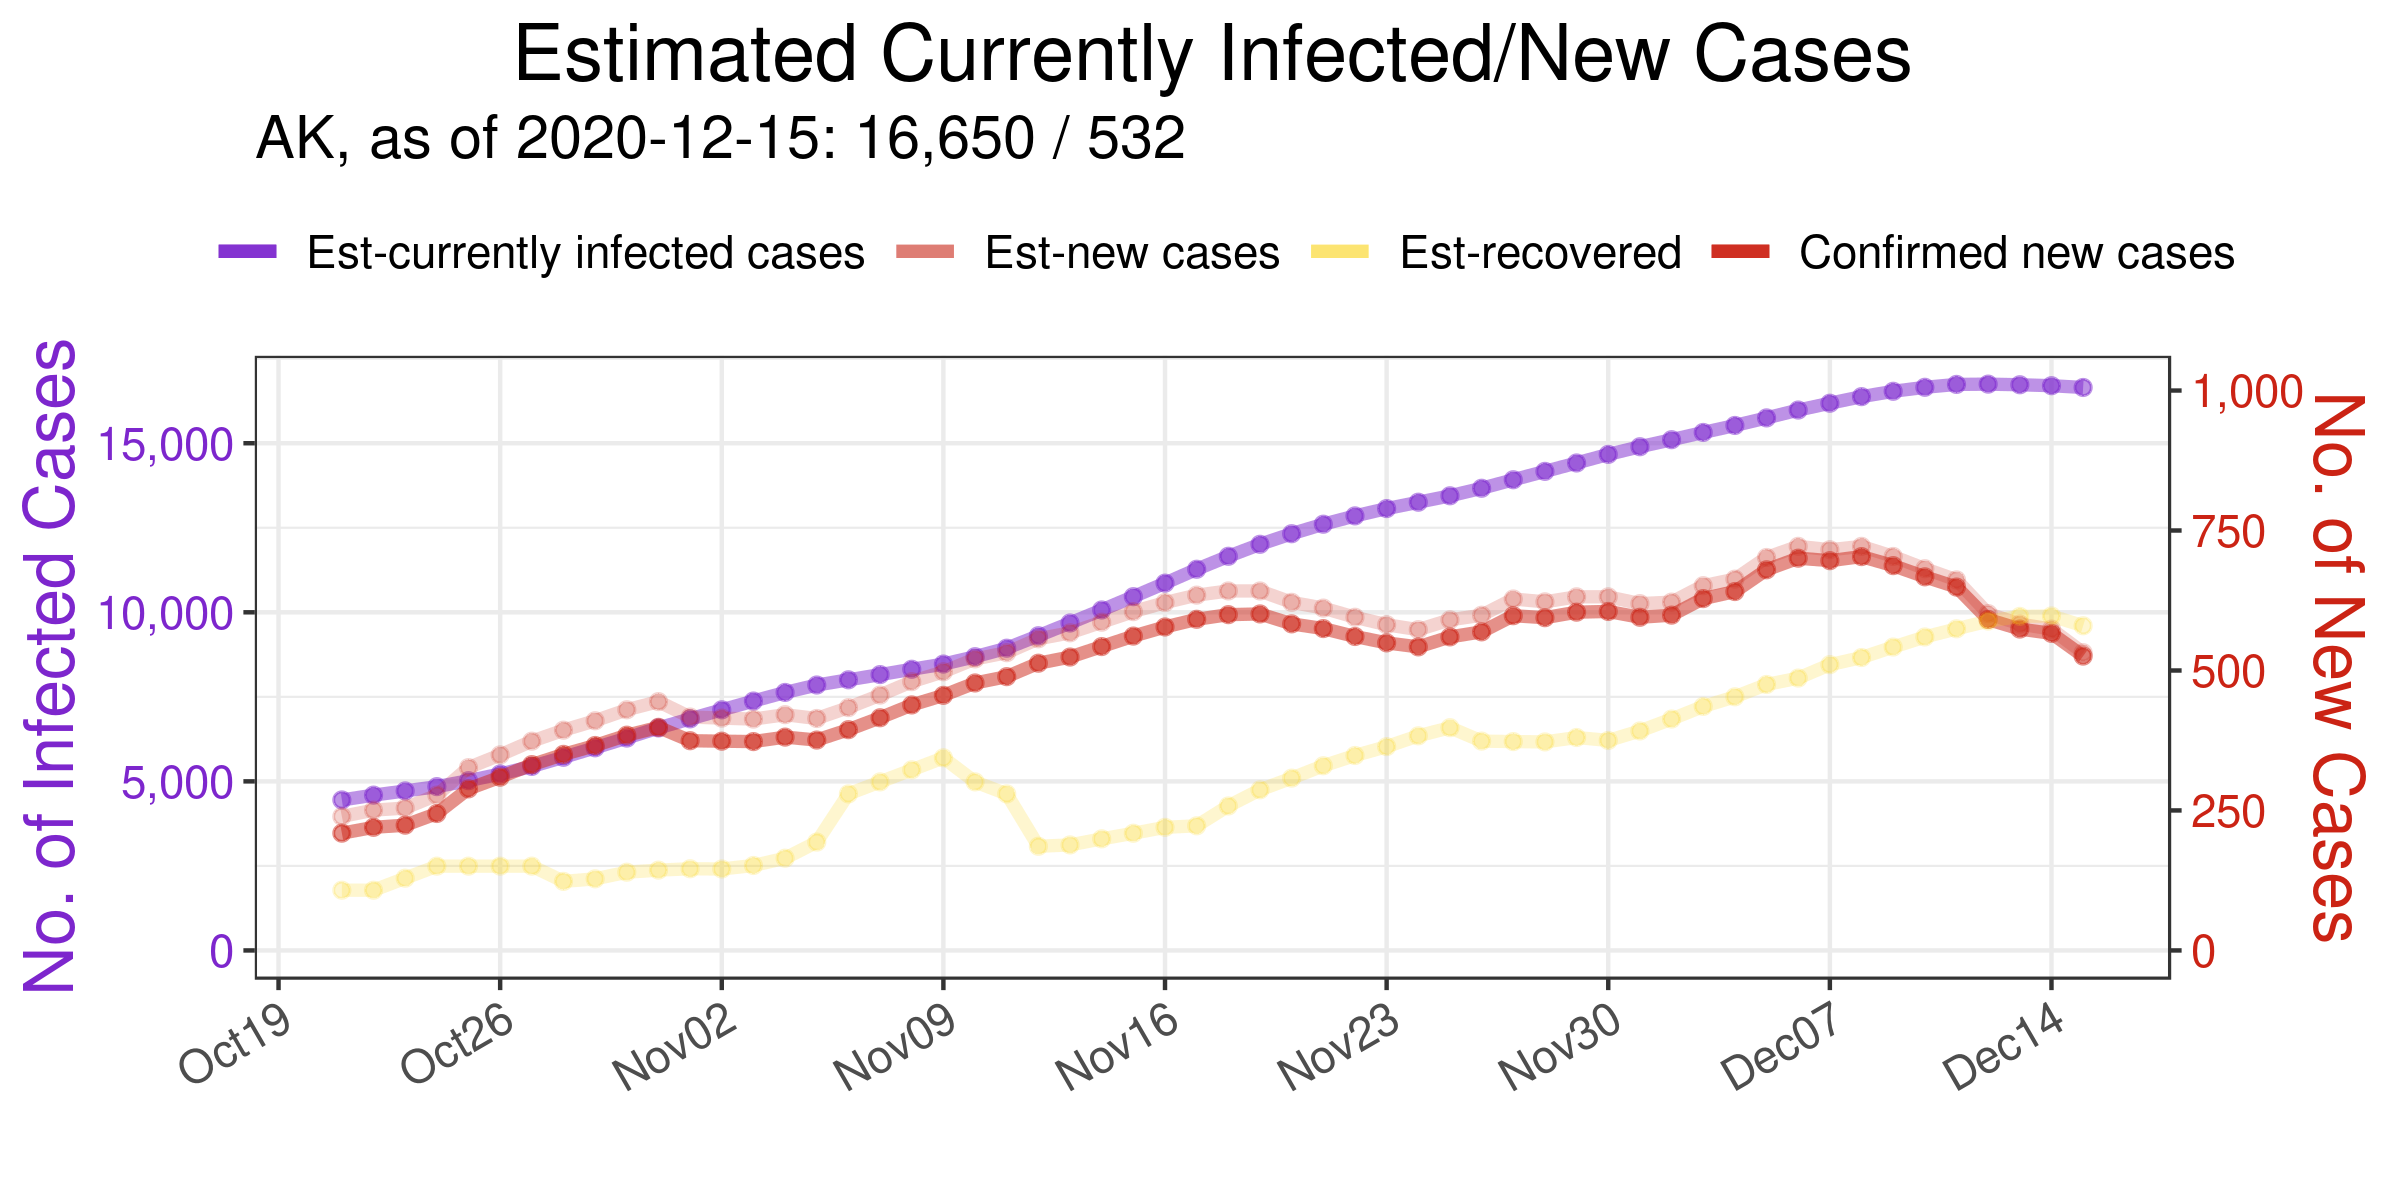 Estimated Currently Infected/New Cases
AK, as of 2020-12-15: 16,650 / 532
Est-currently infected cases Est-new cases Est-recovered Confirmed new cases
No. of Infected Cases
15,000
10,000
5,000
0
1,000
750
500
250
0
No. of New Cases
Oct19 Oct26 Nov02 Nov09 Nov16 Nov23 Nov30 Dec07 Dec14